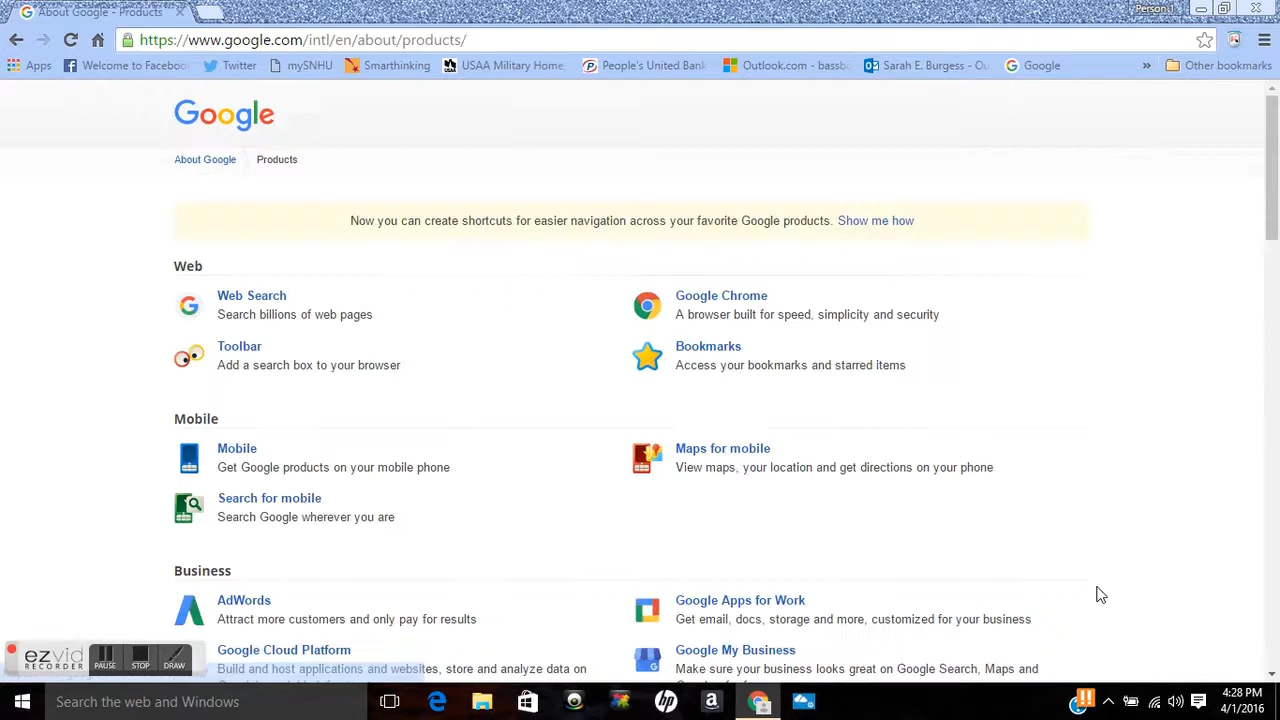 About Google - Products
Person 1
https://www.google.com/intl/en/about/products/
Apps Welcome to Facebo Twitter mySNHU Smarthinking USAA Military Home, People's United Bank Outlook.com - bassb Sarah E. Burgess - Ou Google » Other bookmarks
Google
About Google Products
Now you can create shortcuts for easier navigation across your favorite Google products. Show me how
Web
Web Search
Search billions of web pages
Google Chrome
A browser built for speed, simplicity and security
Toolbar
Add a search box to your browser
Bookmarks
Access your bookmarks and starred items
Mobile
Mobile
Get Google products on your mobile phone
Maps for mobile
View maps, your location and get directions on your phone
Search for mobile
Search Google wherever you are
Business
AdWords
Attract more customers and only pay for results
Google Apps for Work
Get email, docs, storage and more, customized for your business
Google Cloud Platform
Build and host applications and websites, store and analyze data on
Google My Business
Make sure your business looks great on Google Search, Maps and
ezvid
RECORDER
PAUSE STOP DRAW
Search the web and Windows
4:28 PM
4/1/2016